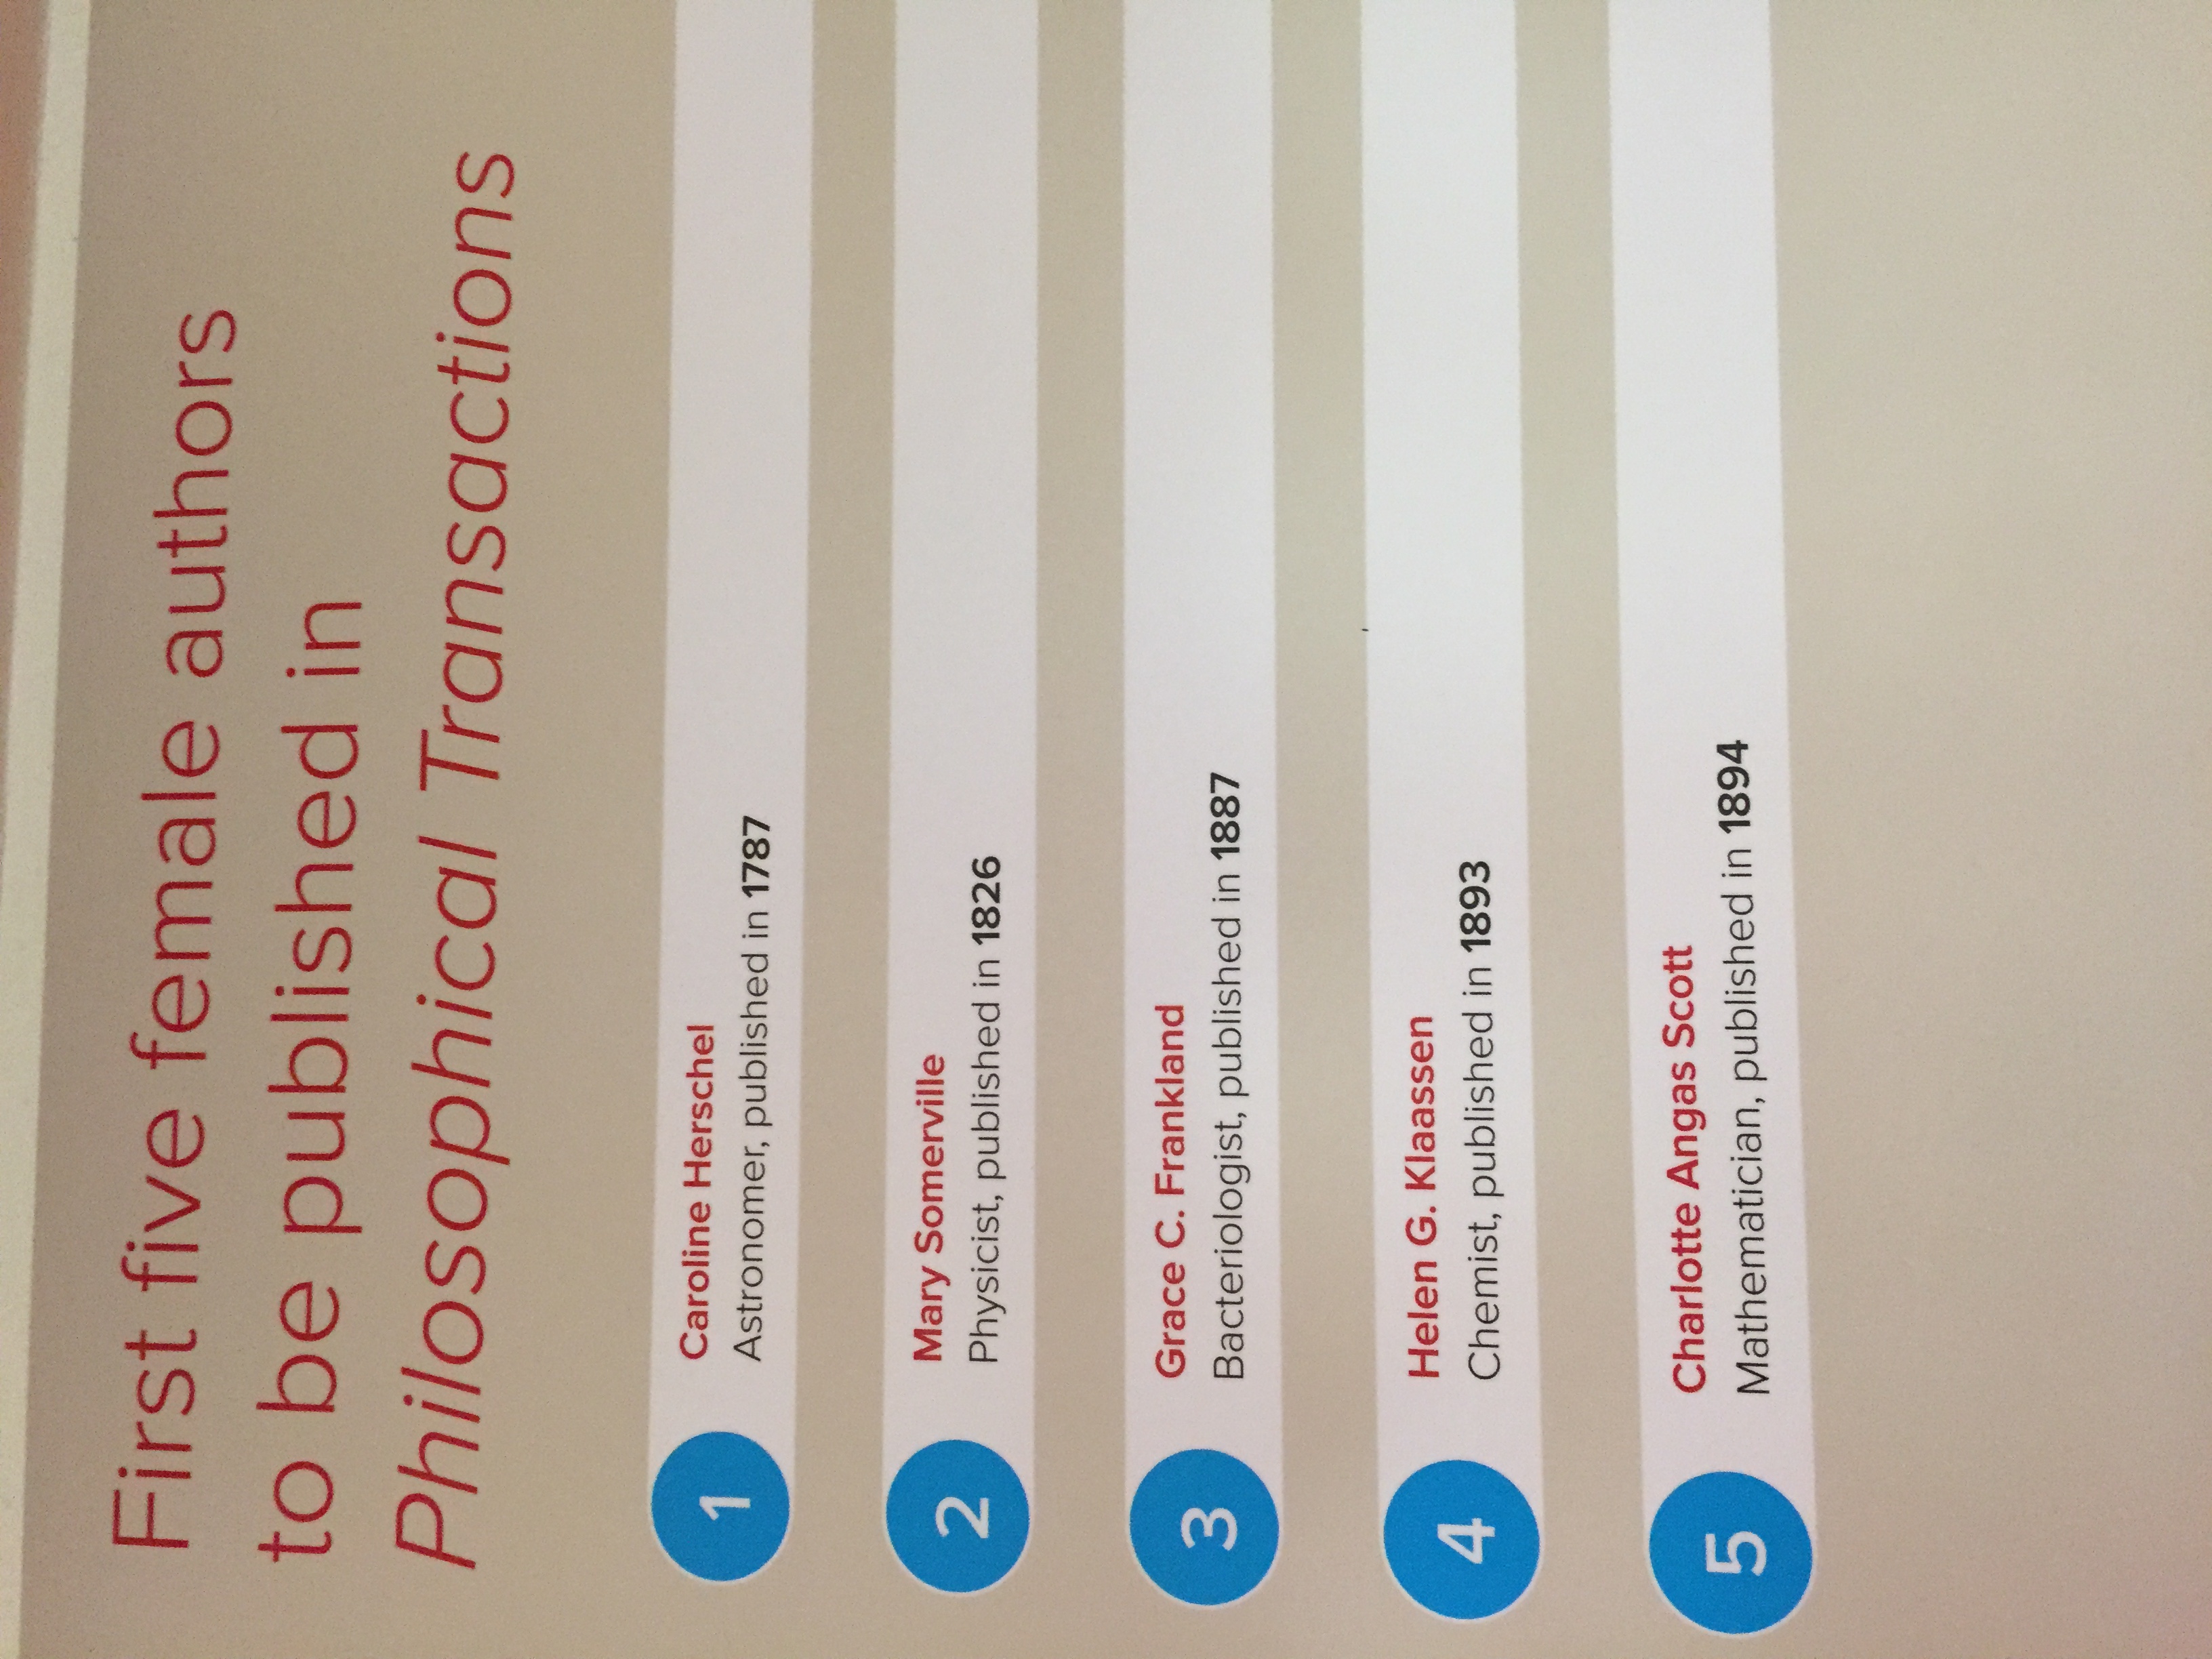 First five female authors
to be published in
Philosophical Transactions
1
Caroline Herschel
Astronomer, published in 1787
2
Mary Somerville
Physicist, published in 1826
3
Grace C. Frankland
Bacteriologist, published in 1887
4
Helen G. Klaassen
Chemist, published in 1893
5
Charlotte Angas Scott
Mathematician, published in 1894